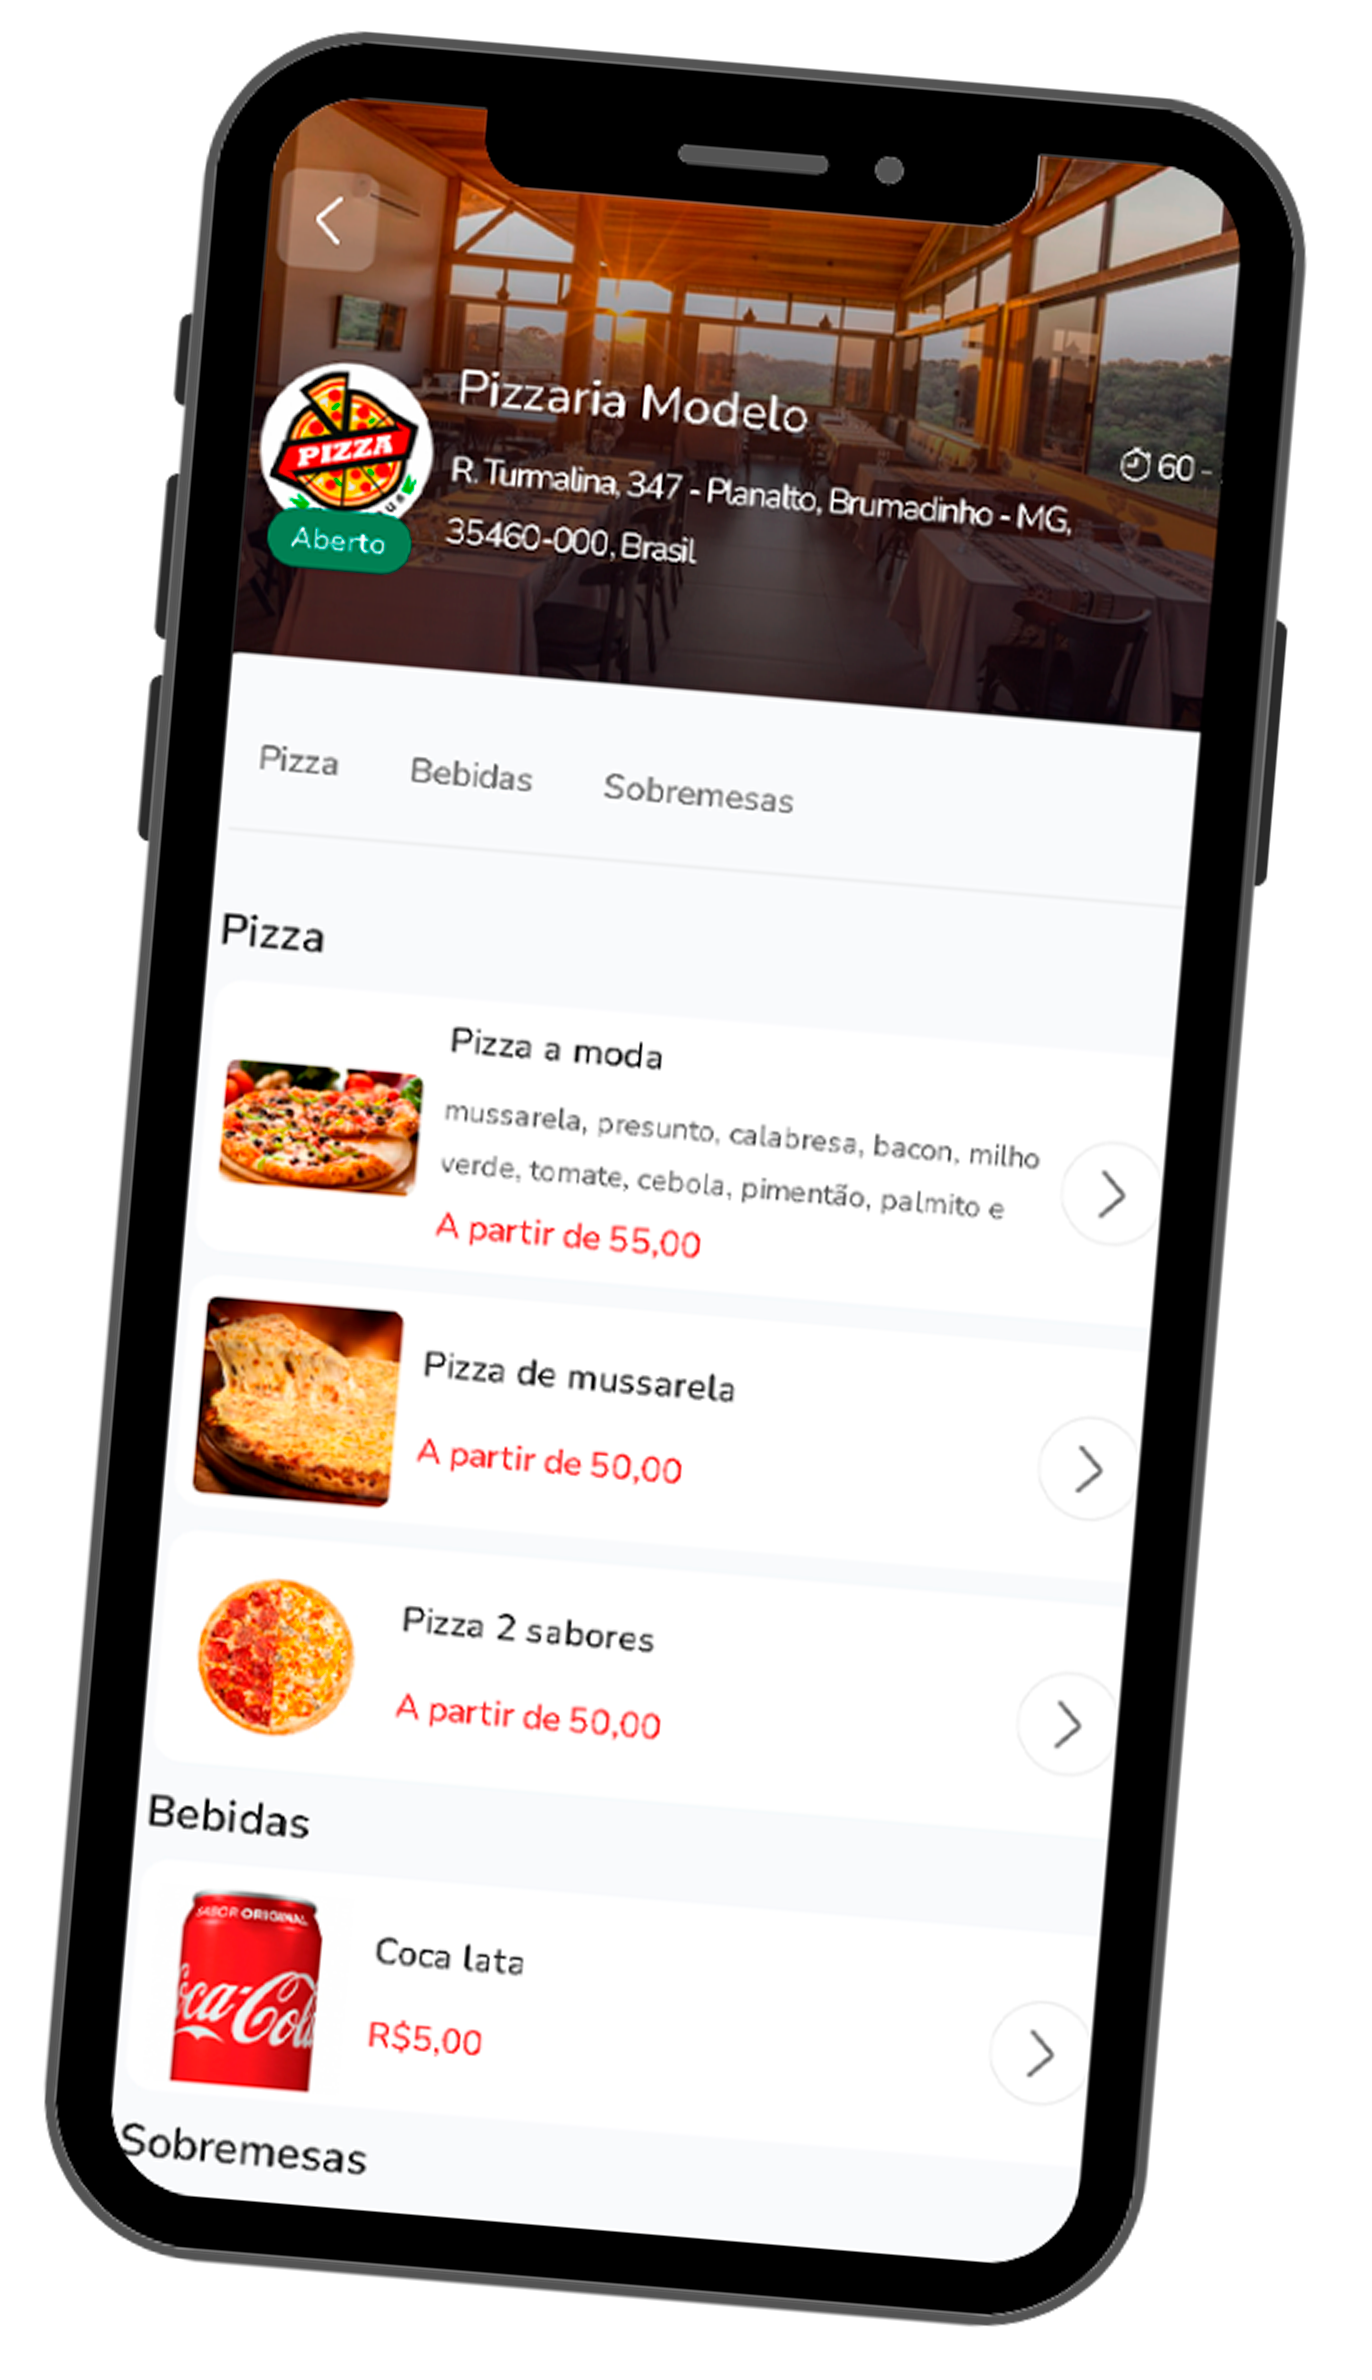 Pizzaria Modelo
PIZZA
R. Turmalina, 347 - Planalto, Brumadinho - MG,
60 -
35460-000, Brasil
Aberto
Pizza
Bebidas
Sobremesas
Pizza
Pizza a moda
mussarela, presunto, calabresa, bacon, milho
verde, tomate, cebola, pimentão, palmito e
A partir de 55,00
Pizza de mussarela
A partir de 50,00
Pizza 2 sabores
A partir de 50,00
Bebidas
SABOR ORIGINAL
Coca-Cola
Coca lata
R$5,00
Sobremesas